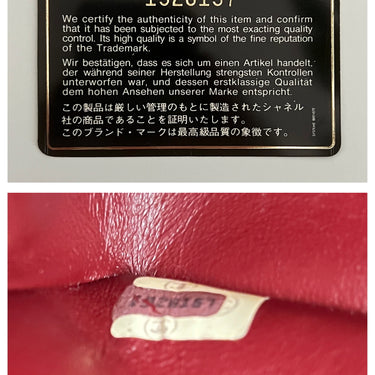 We certify the authenticity of this item and confirm
that it has been subjected to the most exacting quality
control. Its high quality is a symbol of the fine reputation
of the Trademark.
Wir bestätigen, dass es sich um einen Artikel handelt,
der während seiner Herstellung strengsten Kontrollen
unterworfen war, und dessen erstklassige Qualität
dem hohen Ansehen unserer Marke entspricht.
この製品は厳しい管理のもとに製造されたシャネル
社の商品であることを証明いたします。
このブランド・マークは最高級品質の象徴です。